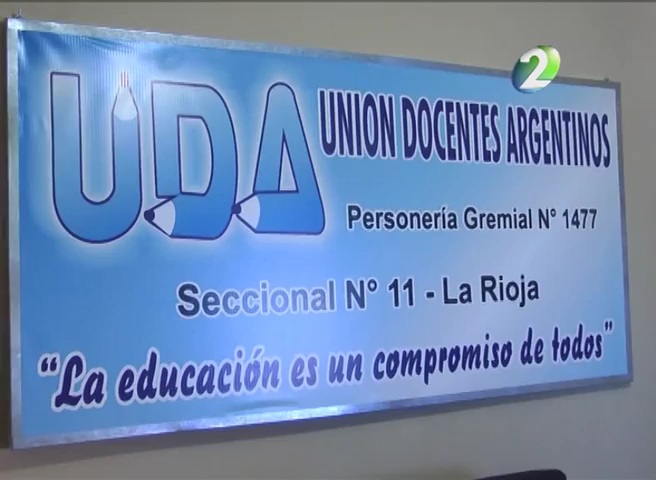 2
UDA
UNION DOCENTES ARGENTINOS
Personería Gremial N° 1477
Seccional N° 11 - La Rioja
“La educación es un compromiso de todos”